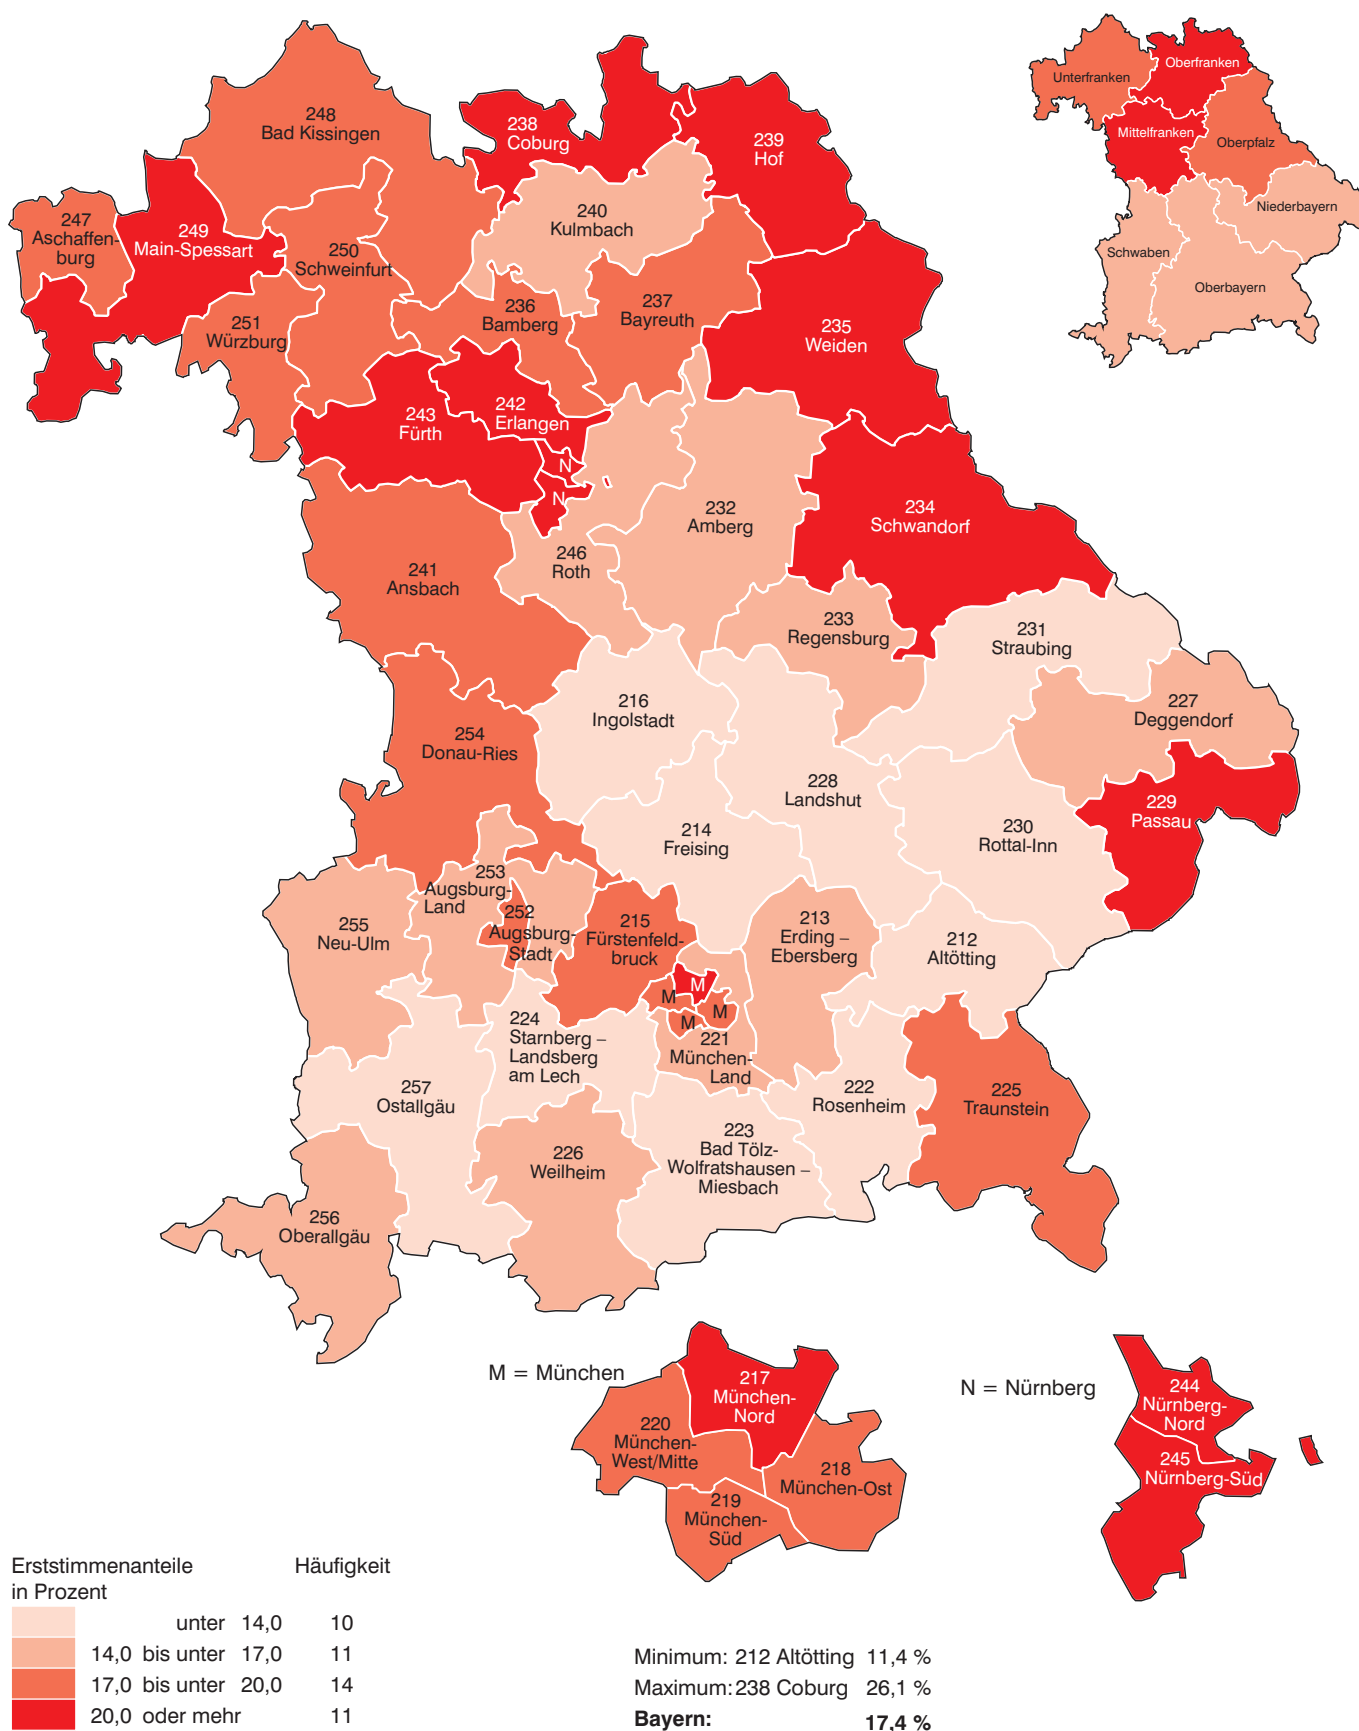 248
Bad Kissingen
238
Coburg
239
Hof
Unterfranken
Oberfranken
Mittelfranken
Oberpfalz
Niederbayern
Schwaben
Oberbayern
247
Aschaffen-
burg
249
Main-Spessart
250
Schweinfurt
240
Kulmbach
251
Würzburg
236
Bamberg
237
Bayreuth
235
Weiden
243
Fürth
242
Erlangen
N
N
232
Amberg
234
Schwandorf
241
Ansbach
246
Roth
233
Regensburg
231
Straubing
216
Ingolstadt
227
Deggendorf
254
Donau-Ries
228
Landshut
229
Passau
214
Freising
230
Rottal-Inn
253
Augsburg-
Land
252
Augsburg-
Stadt
255
Neu-Ulm
215
Fürstenfeld-
bruck
213
Erding –
Ebersberg
212
Altötting
M
M
M
M
224
Starnberg –
Landsberg
am Lech
221
München-
Land
257
Ostallgäu
222
Rosenheim
225
Traunstein
223
Bad Tölz-
Wolfratshausen –
Miesbach
226
Weilheim
256
Oberallgäu
M = München
217
München-
Nord
220
München-
West/Mitte
218
München-Ost
219
München-
Süd
N = Nürnberg
244
Nürnberg-
Nord
245
Nürnberg-Süd
Erststimmenanteile Häufigkeit
in Prozent
unter 14,0 10
14,0 bis unter 17,0 11
17,0 bis unter 20,0 14
20,0 oder mehr 11
Minimum: 212 Altötting 11,4 %
Maximum: 238 Coburg 26,1 %
Bayern: 17,4 %